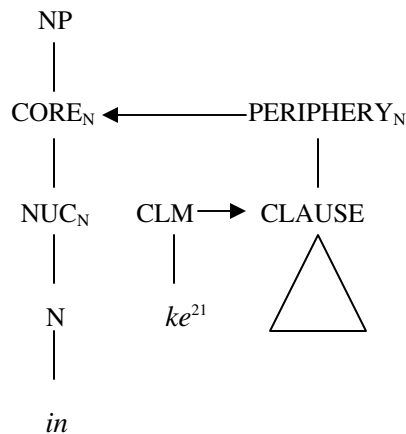 NP
CORE_N PERIPHERY_N
NUC_N CLM CLAUSE
N ke^21
in